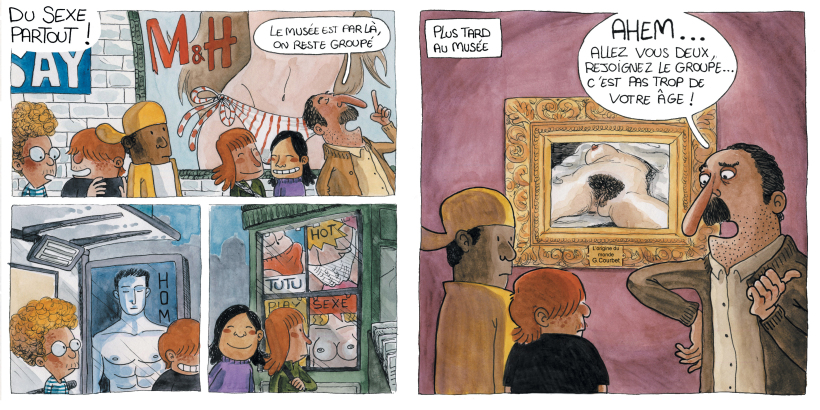 DU SEXE
PARTOUT !
LE MUSÉE EST PAR LÀ,
ON RESTE GROUPÉ
M&H
SAY
HOM
HOT
TUTU
PLAY
SEXE
PLUS TARD
AU MUSÉE
AHEM...
ALLEZ VOUS DEUX,
REJOIGNEZ LE GROUPE...
C'EST PAS TROP DE
VOTRE ÂGE !
L'origine du
monde
G.Courbet